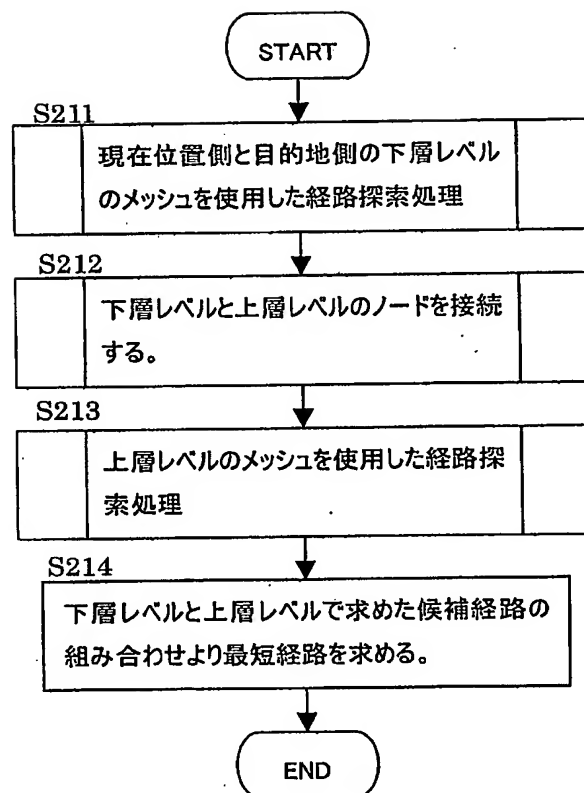 START
S211
現在位置側と目的地側の下層レベル
のメッシュを使用した経路探索処理
S212
下層レベルと上層レベルのノードを接続
する。
S213
上層レベルのメッシュを使用した経路探
索処理
S214
下層レベルと上層レベルで求めた候補経路の
組み合わせより最短経路を求める。
END